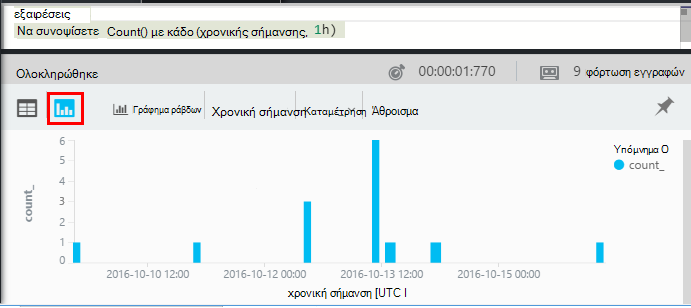 εξαιρέσεις
Να συνοψίσετε Count() με κάδο (χρονικής σήμανσης, 1h)
Ολοκληρώθηκε 00:00:01:770 9 φόρτωση εγγραφών
Γράφημα ράβδων Χρονική σήμανση Καταμέτρηση Άθροισμα
6
5
4
3
2
1
0
count_
Υπόμνημα Ο
count_
2016-10-10 12:00 2016-10-12 00:00 2016-10-13 12:00 2016-10-15 00:00
χρονική σήμανση [UTC